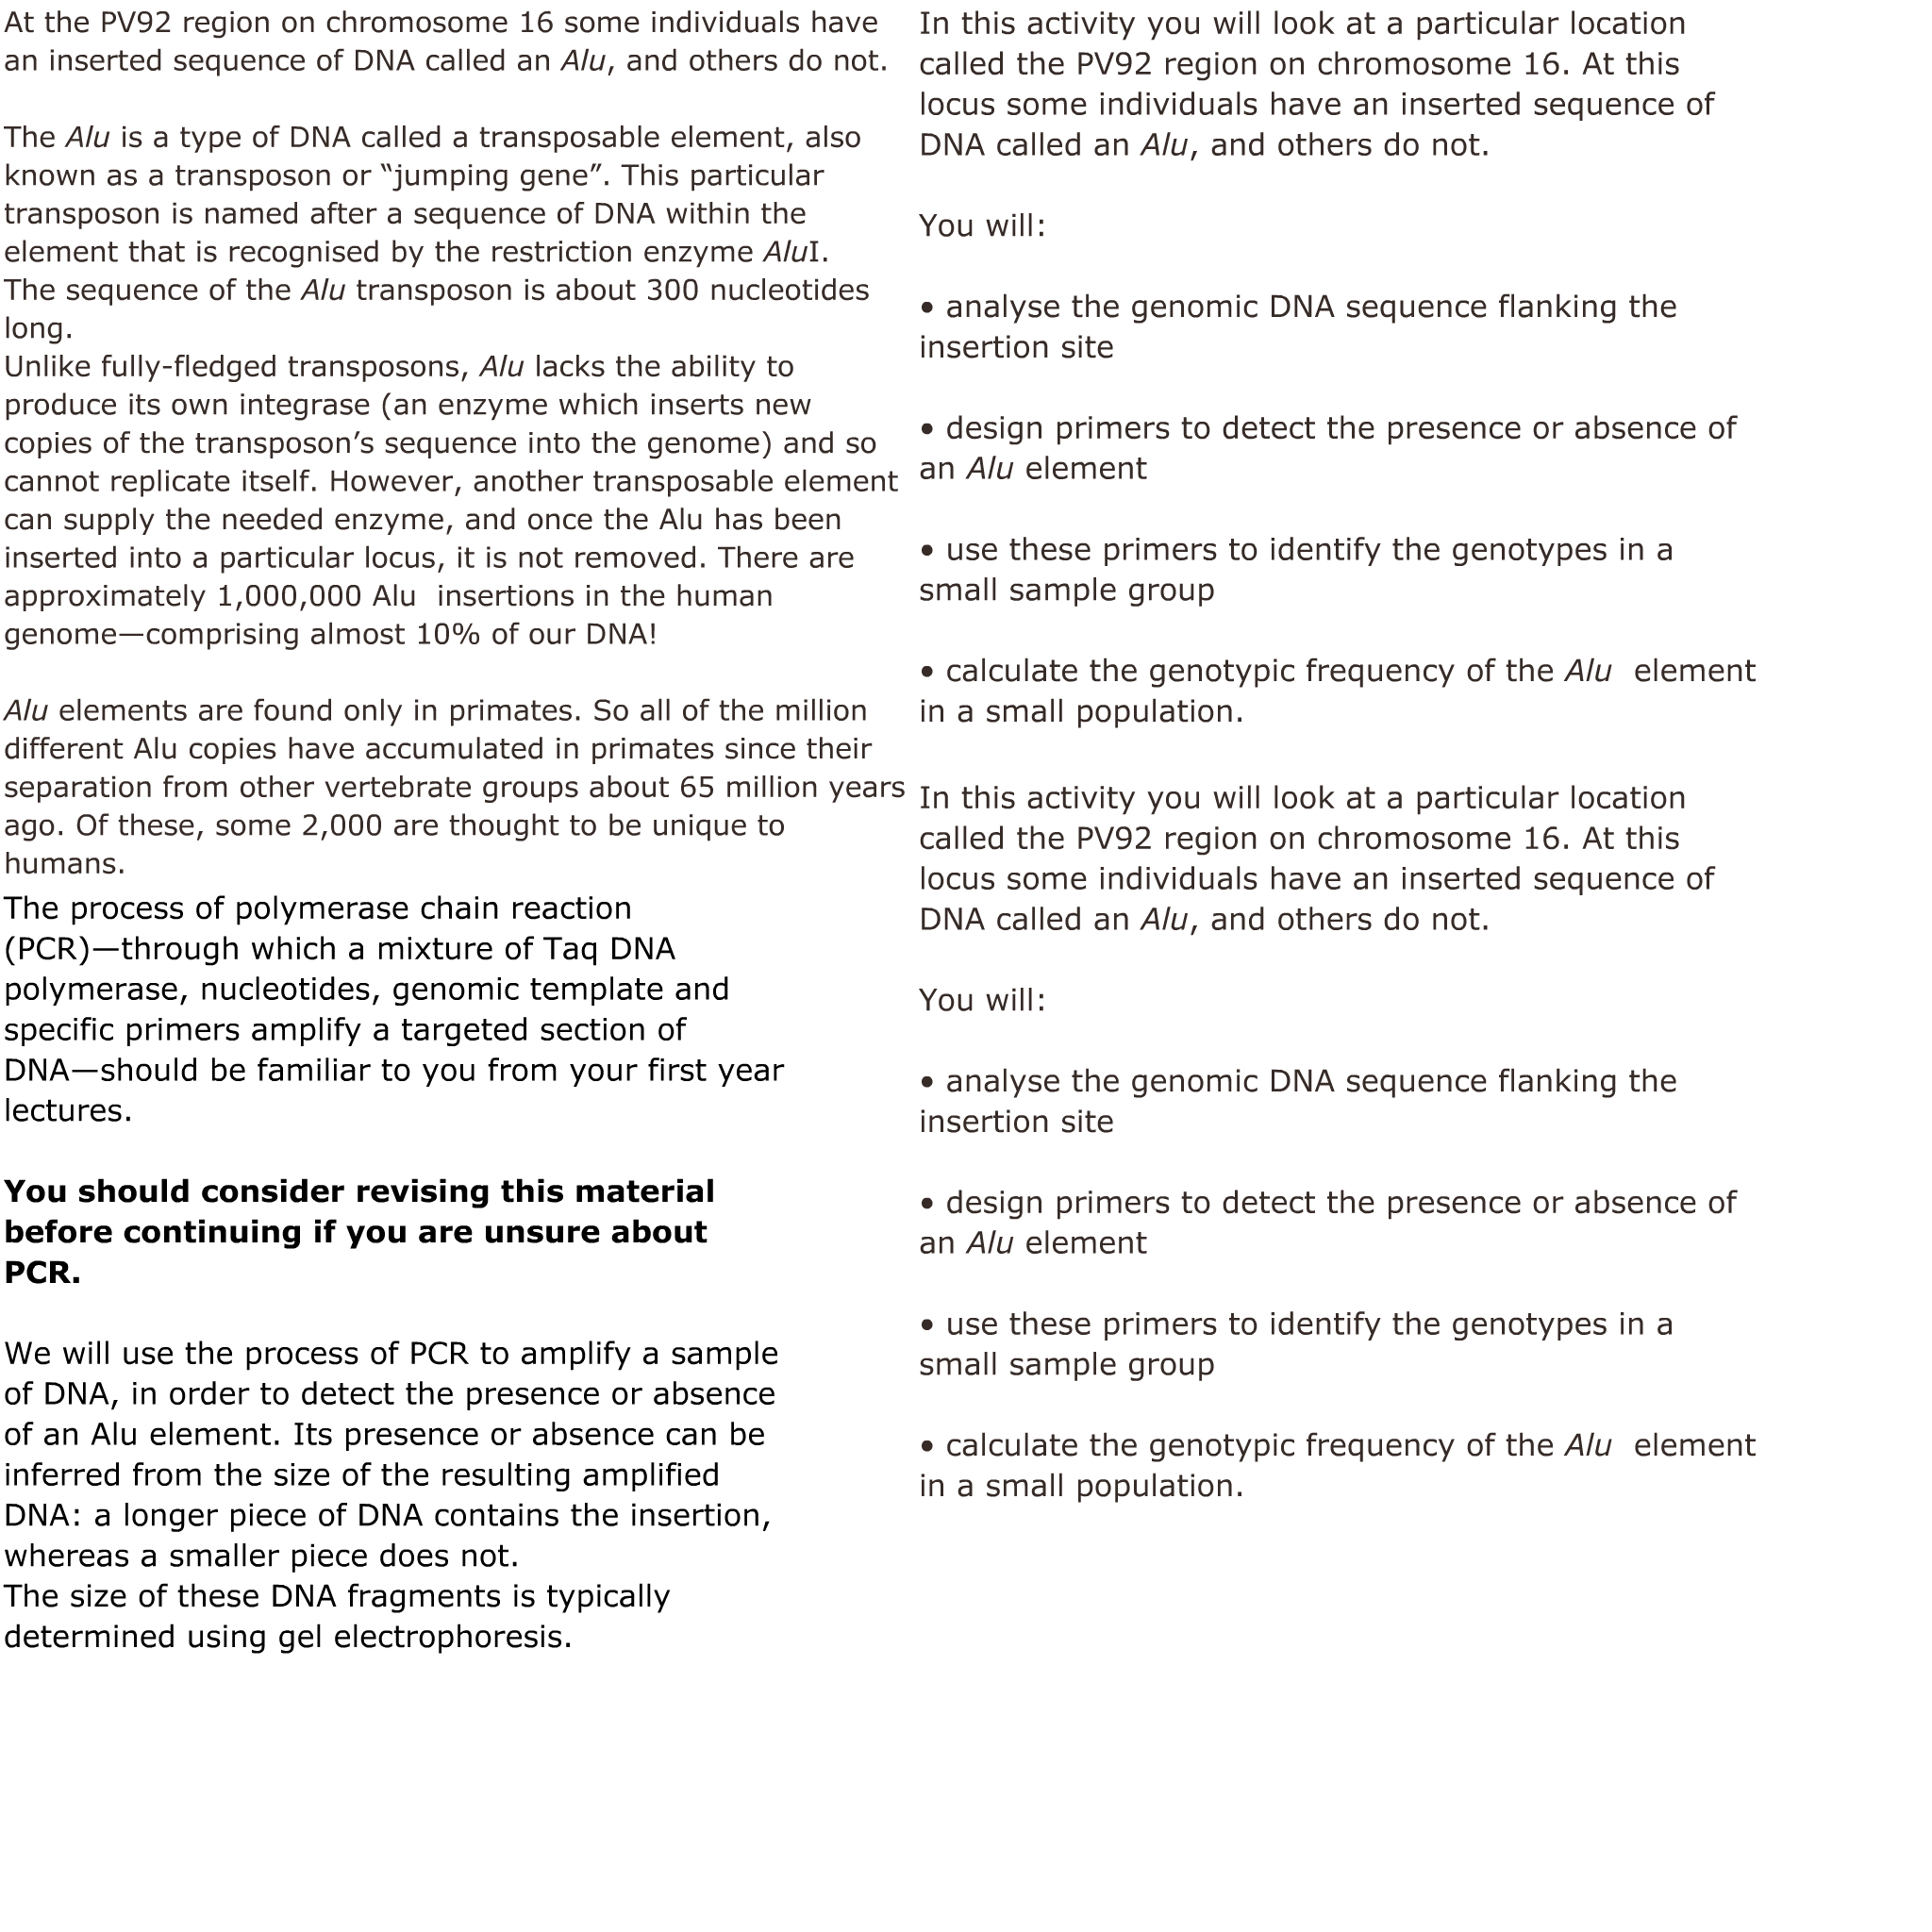 At the PV92 region on chromosome 16 some individuals have
an inserted sequence of DNA called an Alu, and others do not.
The Alu is a type of DNA called a transposable element, also
known as a transposon or “jumping gene”. This particular
transposon is named after a sequence of DNA within the
element that is recognised by the restriction enzyme AluI.
The sequence of the Alu transposon is about 300 nucleotides
long.
Unlike fully-fledged transposons, Alu lacks the ability to
produce its own integrase (an enzyme which inserts new
copies of the transposon’s sequence into the genome) and so
cannot replicate itself. However, another transposable element
can supply the needed enzyme, and once the Alu has been
inserted into a particular locus, it is not removed. There are
approximately 1,000,000 Alu  insertions in the human
genome—comprising almost 10% of our DNA!
Alu elements are found only in primates. So all of the million
different Alu copies have accumulated in primates since their
separation from other vertebrate groups about 65 million years
ago. Of these, some 2,000 are thought to be unique to
humans.
The process of polymerase chain reaction
(PCR)—through which a mixture of Taq DNA
polymerase, nucleotides, genomic template and
specific primers amplify a targeted section of
DNA—should be familiar to you from your first year
lectures.
You should consider revising this material
before continuing if you are unsure about
PCR.
We will use the process of PCR to amplify a sample
of DNA, in order to detect the presence or absence
of an Alu element. Its presence or absence can be
inferred from the size of the resulting amplified
DNA: a longer piece of DNA contains the insertion,
whereas a smaller piece does not.
The size of these DNA fragments is typically
determined using gel electrophoresis.
In this activity you will look at a particular location
called the PV92 region on chromosome 16. At this
locus some individuals have an inserted sequence of
DNA called an Alu, and others do not.
You will:
• analyse the genomic DNA sequence flanking the
insertion site
• design primers to detect the presence or absence of
an Alu element
• use these primers to identify the genotypes in a
small sample group
• calculate the genotypic frequency of the Alu  element
in a small population.
In this activity you will look at a particular location
called the PV92 region on chromosome 16. At this
locus some individuals have an inserted sequence of
DNA called an Alu, and others do not.
You will:
• analyse the genomic DNA sequence flanking the
insertion site
• design primers to detect the presence or absence of
an Alu element
• use these primers to identify the genotypes in a
small sample group
• calculate the genotypic frequency of the Alu  element
in a small population.